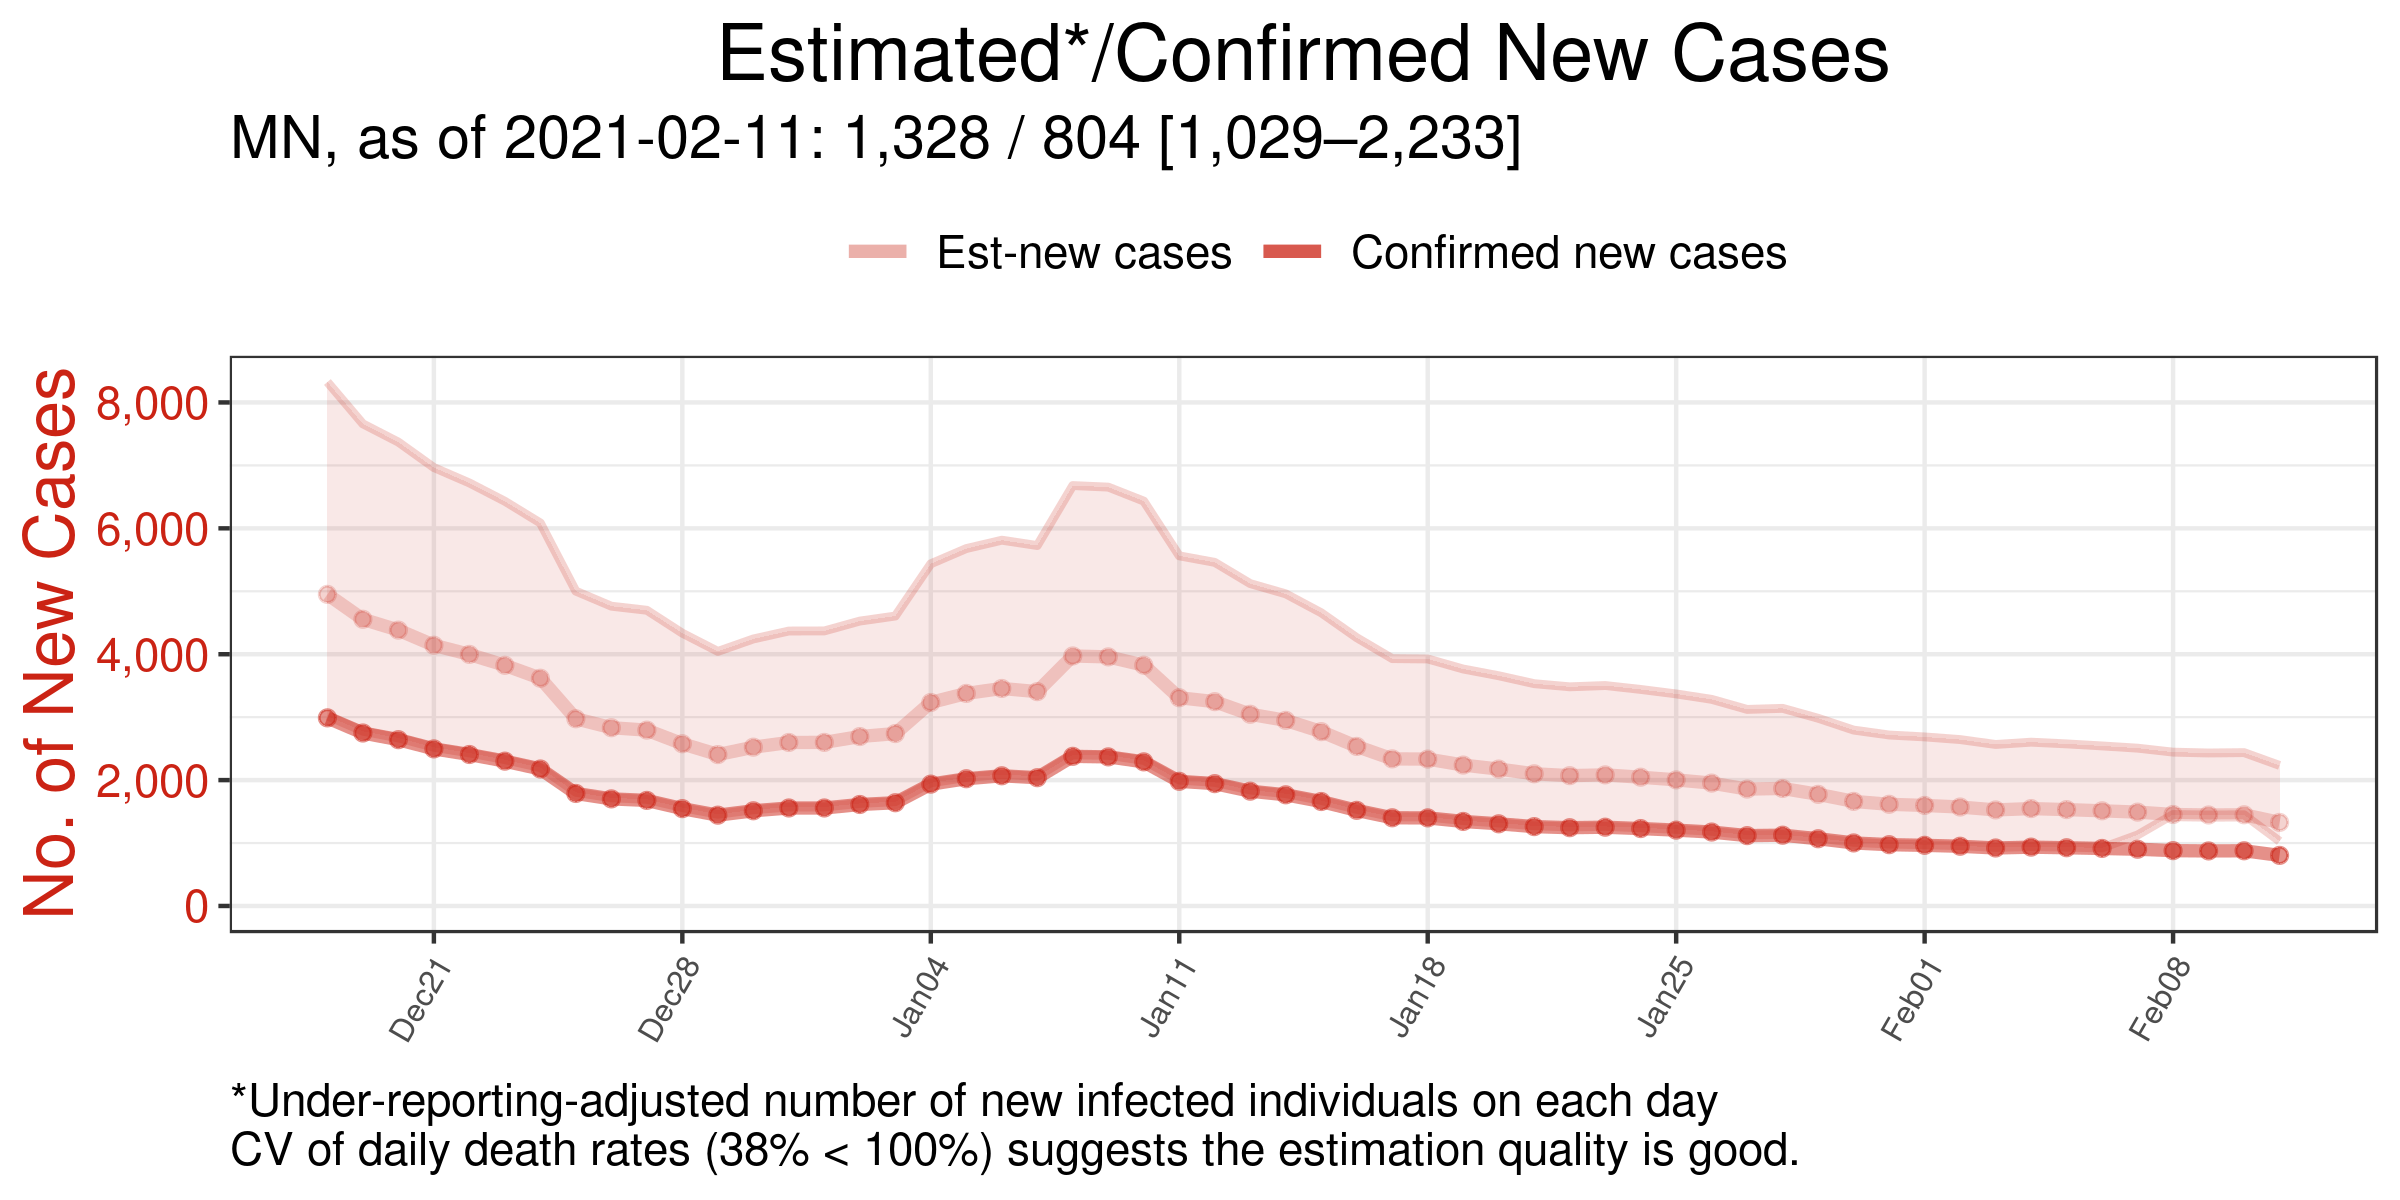 Estimated*/Confirmed New Cases
MN, as of 2021-02-11: 1,328 / 804 [1,029–2,233]
Est-new cases
Confirmed new cases
No. of New Cases
8,000
6,000
4,000
2,000
0
Dec21
Dec28
Jan04
Jan11
Jan18
Jan25
Feb01
Feb08
*Under-reporting-adjusted number of new infected individuals on each day
CV of daily death rates (38% < 100%) suggests the estimation quality is good.